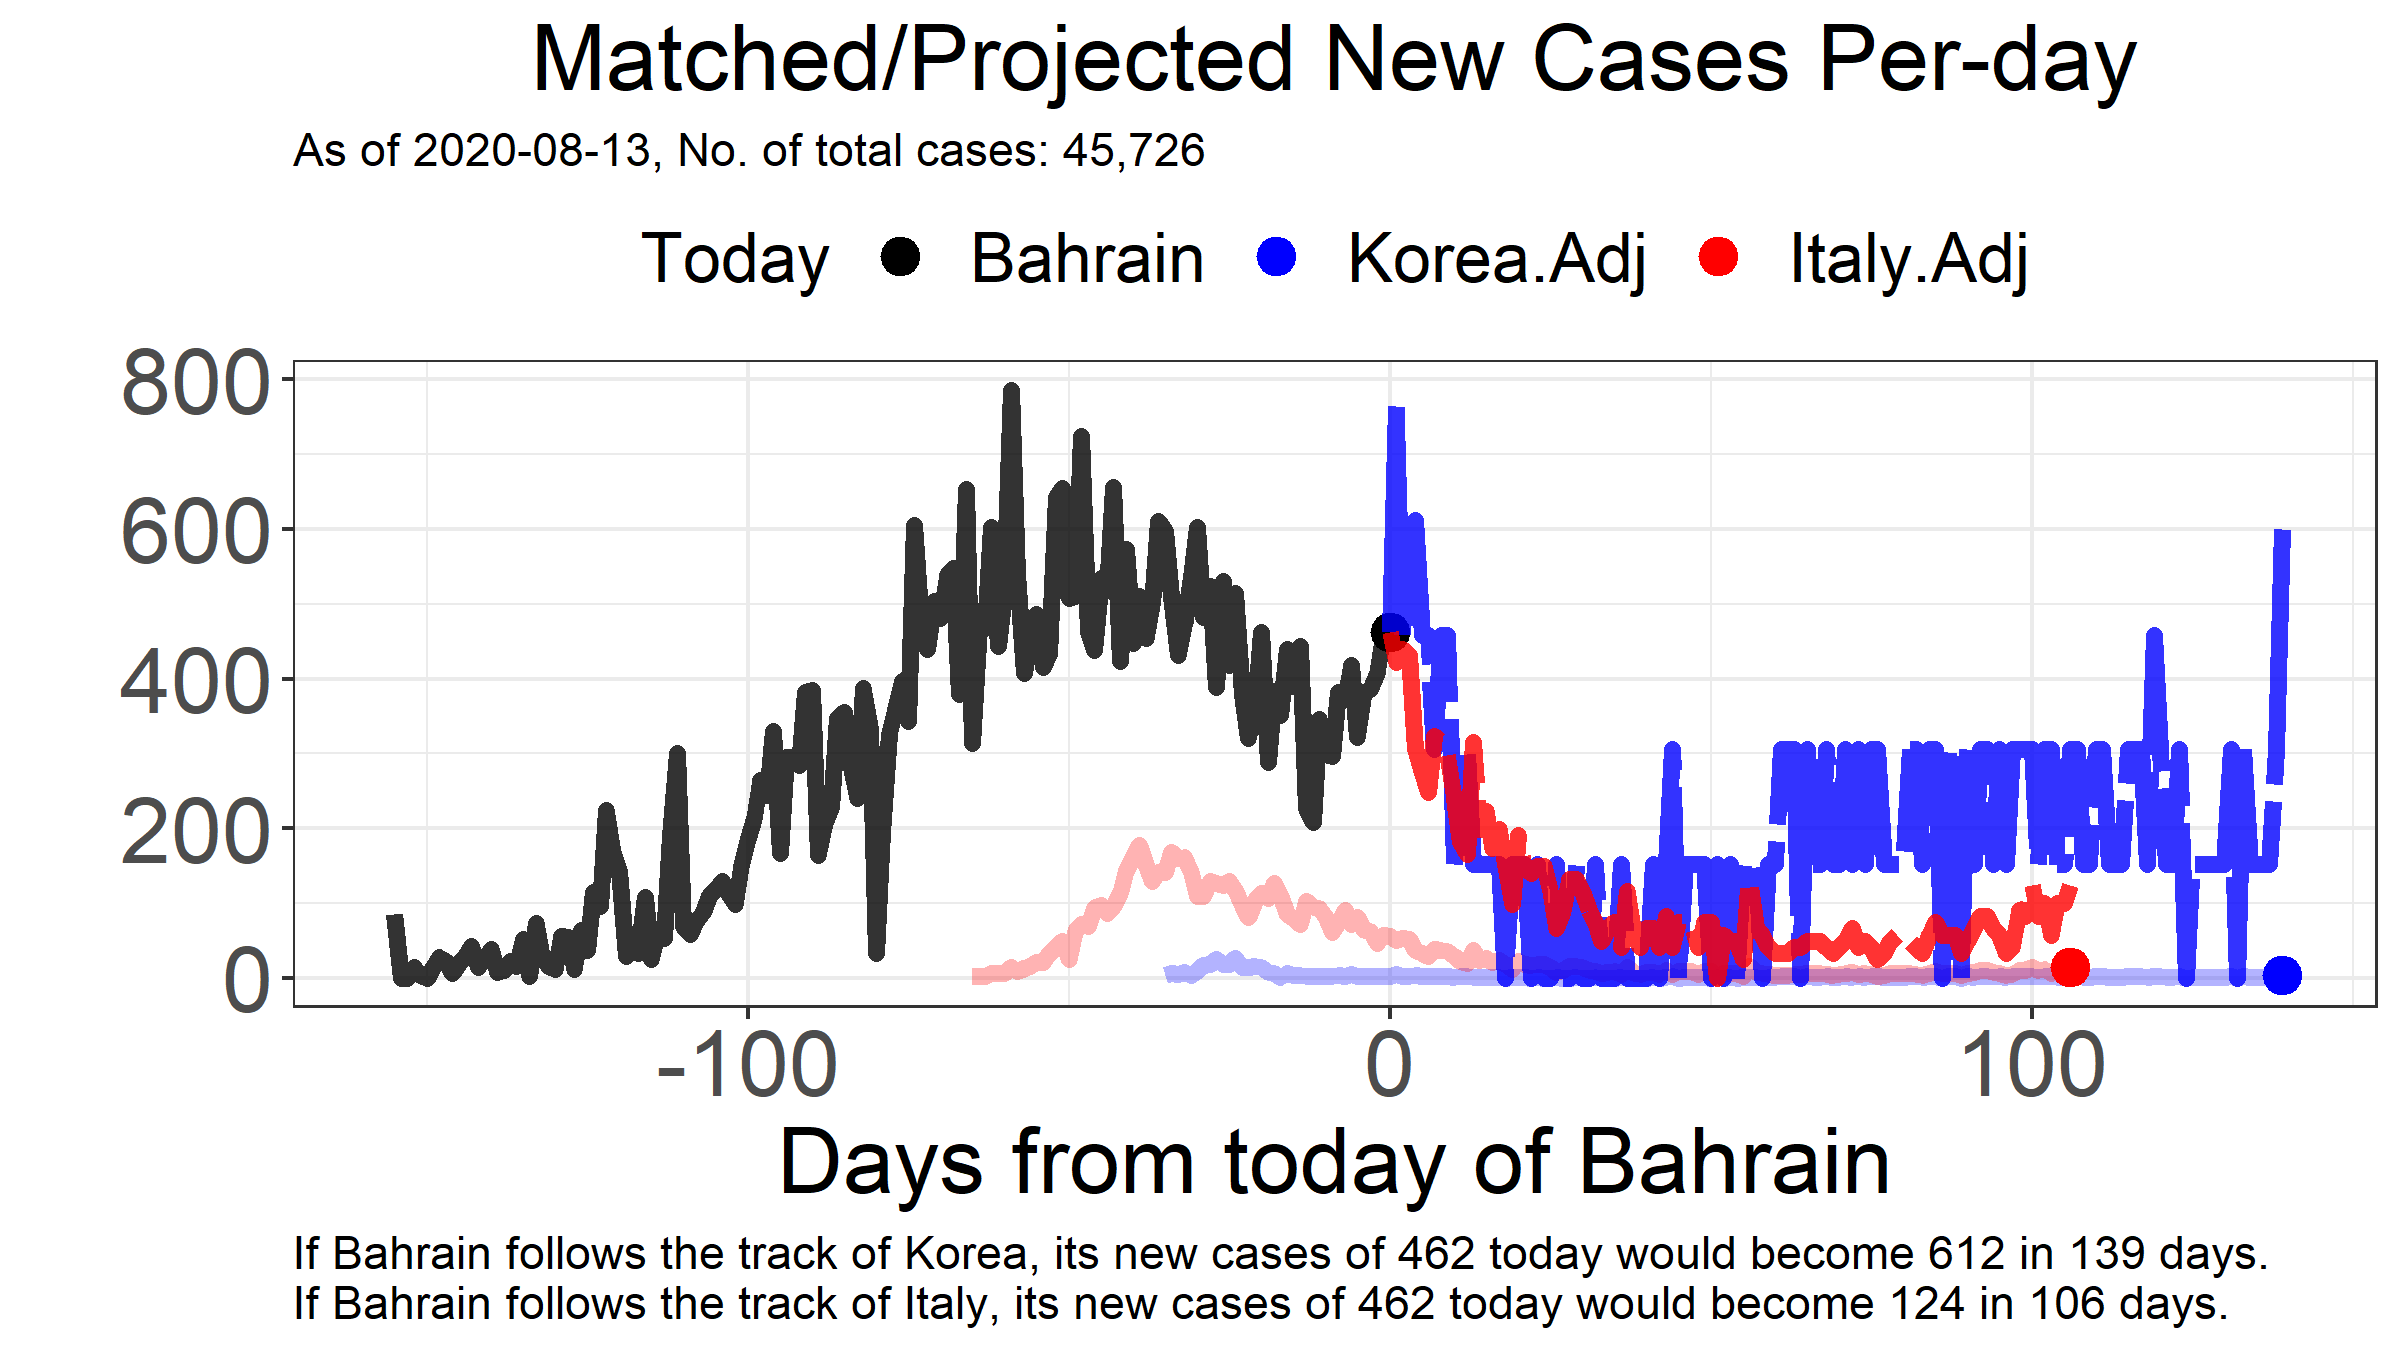 Matched/Projected New Cases Per-day
As of 2020-08-13, No. of total cases: 45,726
Today Bahrain Korea.Adj Italy.Adj
800
600
400
200
0
-100 0 100
Days from today of Bahrain
If Bahrain follows the track of Korea, its new cases of 462 today would become 612 in 139 days.
If Bahrain follows the track of Italy, its new cases of 462 today would become 124 in 106 days.